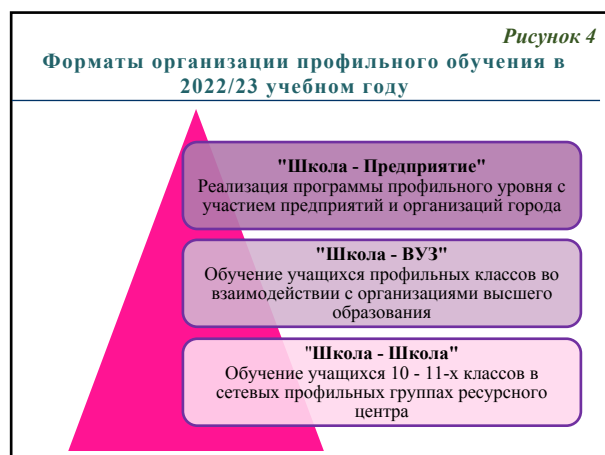 Рисунок 4
Форматы организации профильного обучения в
2022/23 учебном году
"Школа - Предприятие"
Реализация программы профильного уровня с
участием предприятий и организаций города
"Школа - ВУЗ"
Обучение учащихся профильных классов во
взаимодействии с организациями высшего
образования
"Школа - Школа"
Обучение учащихся 10 - 11-х классов в
сетевых профильных группах ресурсного
центра